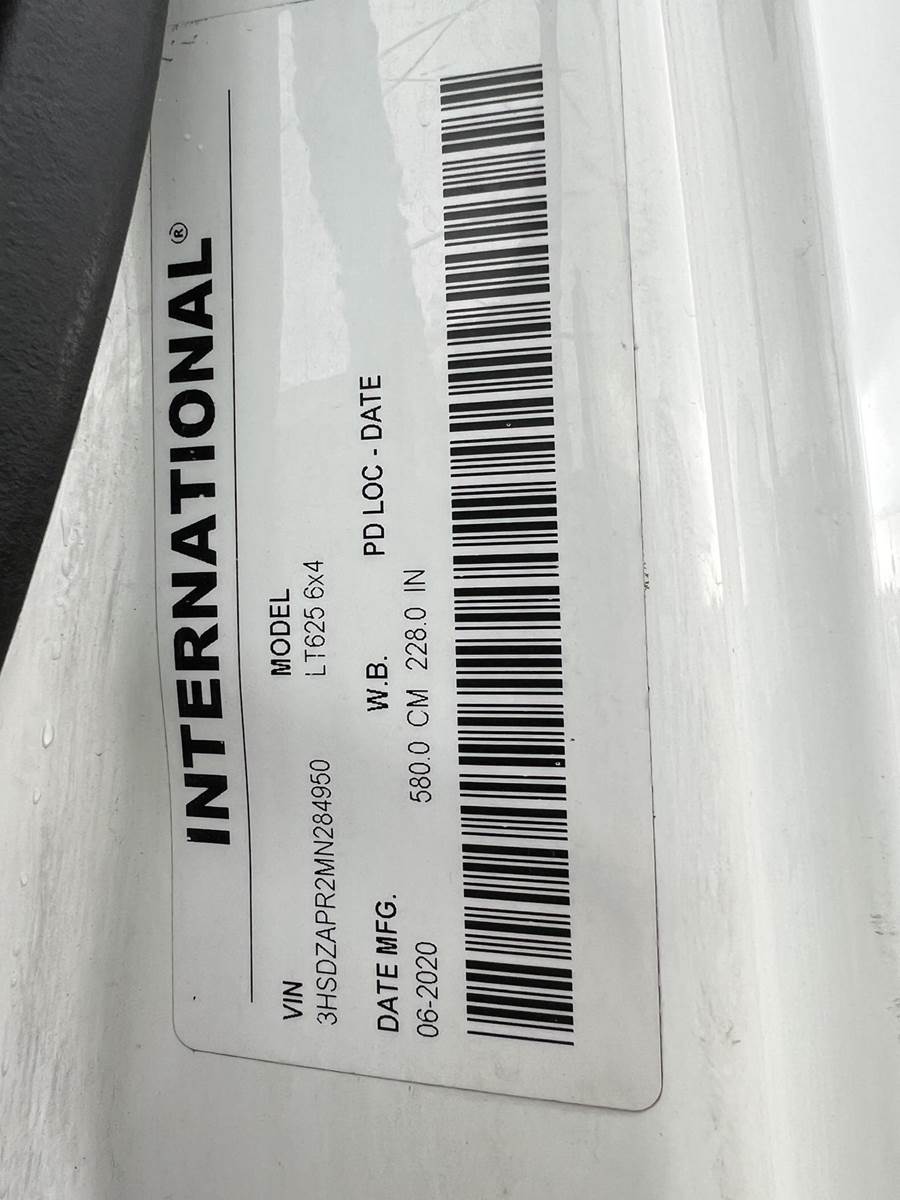 INTERNATIONAL®
VIN MODEL
3HSDZAPR2MN284950 LT625 6x4
DATE MFG. W.B. PD LOC - DATE
06-2020 580.0 CM 228.0 IN